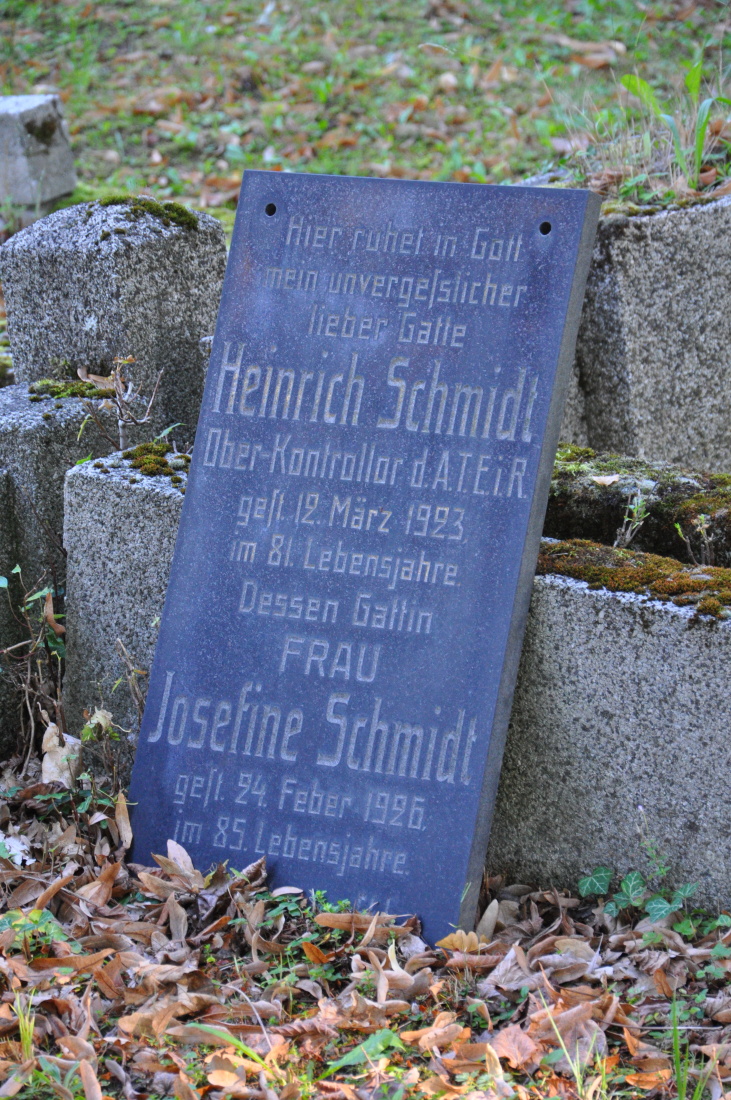 Hier ruhet in Gott
mein unvergeſslicher
lieber Gatte
Heinrich Schmidt
Ober-Kontrollor d.A.T.E.i.R.
geſt. 12. März 1923,
im 81. Lebensjahre.
Dessen Gattin
FRAU
Josefine Schmidt
geſt. 24. Feber 1926,
im 85. Lebensjahre.